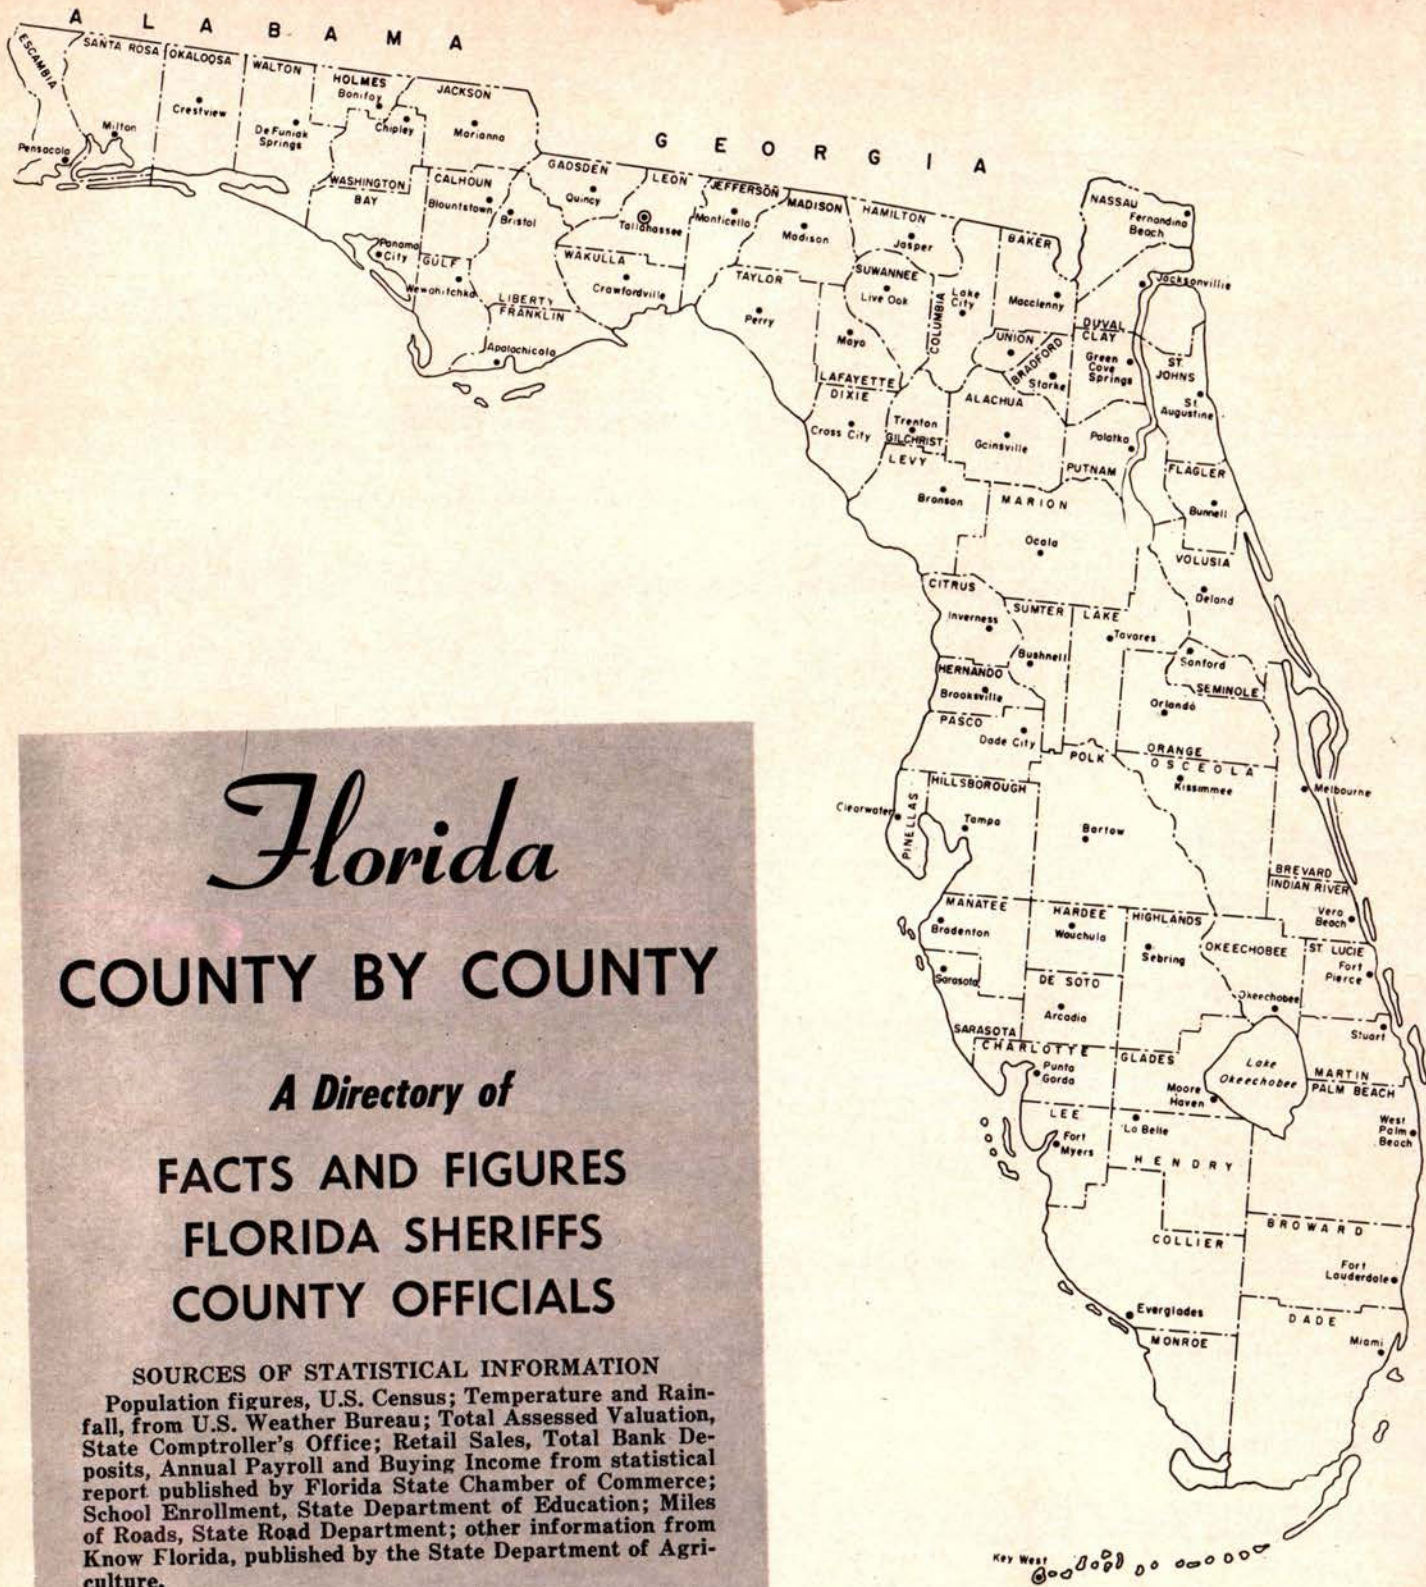 A L A B A M A
ESCAMBIA
SANTA ROSA
OKALOOSA
WALTON
HOLMES
Bonifay
JACKSON
Crestview
Milton
De Funiak
Springs
Chipley
Marianna
Pensacola
G E O R G I A
WASHINGTON
BAY
CALHOUN
Blountstown
Bristol
GADSDEN
Quincy
LEON
Tallahassee
JEFFERSON
Monticello
MADISON
Madison
HAMILTON
Jasper
BAKER
NASSAU
Fernandina
Beach
Panama
City
GULF
Wewahitchka
LIBERTY
FRANKLIN
Apalachicola
WAKULLA
Crawfordville
TAYLOR
Perry
SUWANNEE
Live Oak
COLUMBIA
Lake
City
Macclenny
Jacksonville
Mayo
LAFAYETTE
DIXIE
UNION
BRADFORD
Starke
DUVAL
CLAY
Green
Cove
Springs
ST.
JOHNS
St.
Augustine
Cross City
Trenton
GILCHRIST
LEVY
ALACHUA
Gainsville
Palatka
PUTNAM
FLAGLER
Bunnell
Bronson
MARION
Ocala
VOLUSIA
Deland
CITRUS
Inverness
SUMTER
Bushnell
LAKE
Tavares
Sanford
SEMINOLE
HERNANDO
Brooksville
Orlando
PASCO
Dade City
POLK
ORANGE
OSCEOLA
Kissimmee
Melbourne
HILLSBOROUGH
Clearwater
PINELLAS
Tampa
Bartow
BREVARD
INDIAN RIVER
Vero
Beach
MANATEE
Bradenton
HARDEE
Wauchula
HIGHLANDS
Sebring
OKEECHOBEE
Okeechobee
ST LUCIE
Fort
Pierce
Sarasota
DE SOTO
Arcadia
SARASOTA
CHARLOTTE
Punta
Gorda
GLADES
Moore
Haven
Lake
Okeechobee
Stuart
MARTIN
PALM BEACH
West
Palm
Beach
LEE
Fort
Myers
La Belle
HENDRY
COLLIER
BROWARD
Fort
Lauderdale
Everglades
MONROE
DADE
Miami
Key West
Florida
COUNTY BY COUNTY
A Directory of
FACTS AND FIGURES
FLORIDA SHERIFFS
COUNTY OFFICIALS
SOURCES OF STATISTICAL INFORMATION
Population figures, U.S. Census; Temperature and Rain-
fall, from U.S. Weather Bureau; Total Assessed Valuation,
State Comptroller's Office; Retail Sales, Total Bank De-
posits, Annual Payroll and Buying Income from statistical
report published by Florida State Chamber of Commerce;
School Enrollment, State Department of Education; Miles
of Roads, State Road Department; other information from
Know Florida, published by the State Department of Agri-
culture.